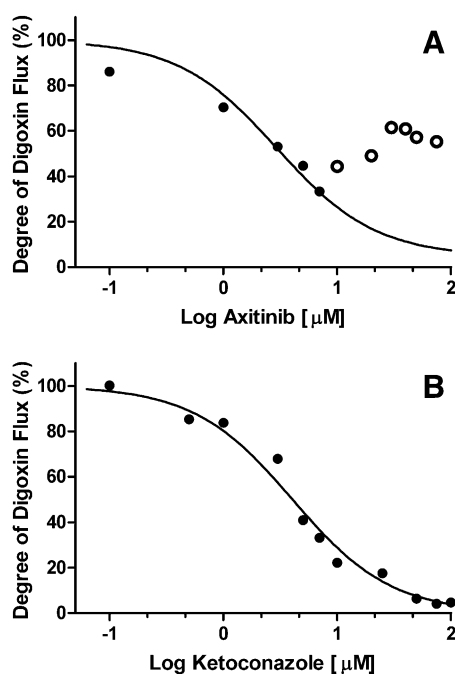 A
Degree of Digoxin Flux (%)
100
80
60
40
20
0
-1 0 1 2
Log Axitinib [ μM]
B
Degree of Digoxin Flux (%)
100
80
60
40
20
0
-1 0 1 2
Log Ketoconazole [ μM]